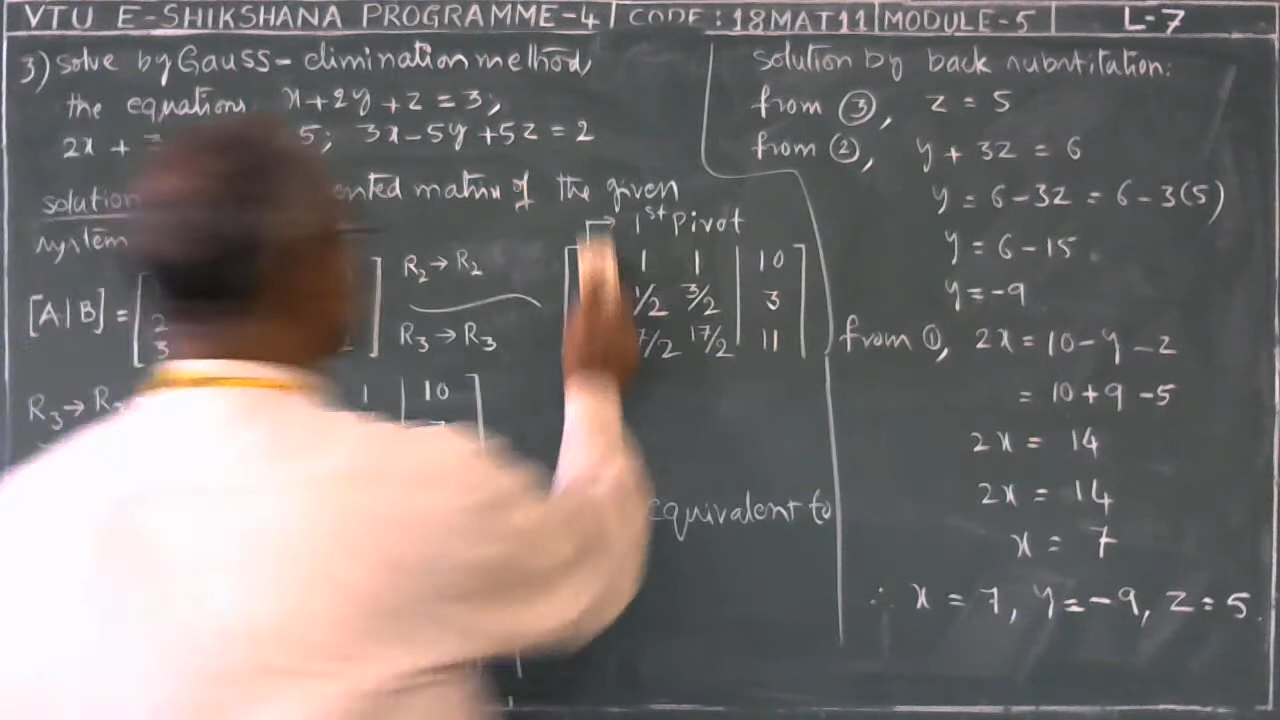 VTU E-SHIKSHANA PROGRAMME-4 | CODE:18MAT11 | MODULE-5 | L-7
3) solve by Gauss-elimination method
the equations x+2y+z=3;
2x + 5; 3x-5y+5z=2
solution matrix of the given
system
1st Pivot
[A|B] =
2
3
R2→R2
R3→R3
1 1 | 10
1/2 3/2 | 3
7/2 17/2 | 11
R3→
1 | 10
equivalent to
solution by back substitution:
from ③, z = 5
from ②, y + 3z = 6
y = 6-3z = 6-3(5)
y = 6-15
y = -9
from ①, 2x = 10-y-z
= 10+9-5
2x = 14
2x = 14
x = 7
∴ x = 7, y = -9, z = 5.